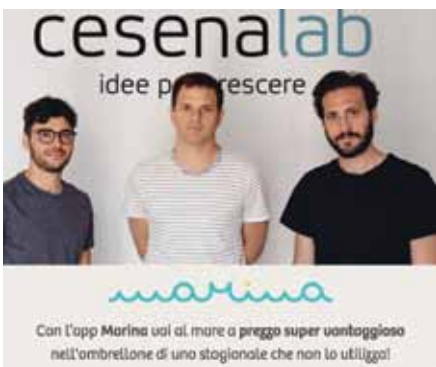 cesenalab
idee p rescere
marina
Con l'app Marina vai al mare a prezzo super vantaggioso
nell'ombrellone di uno stagionale che non lo utilizza!